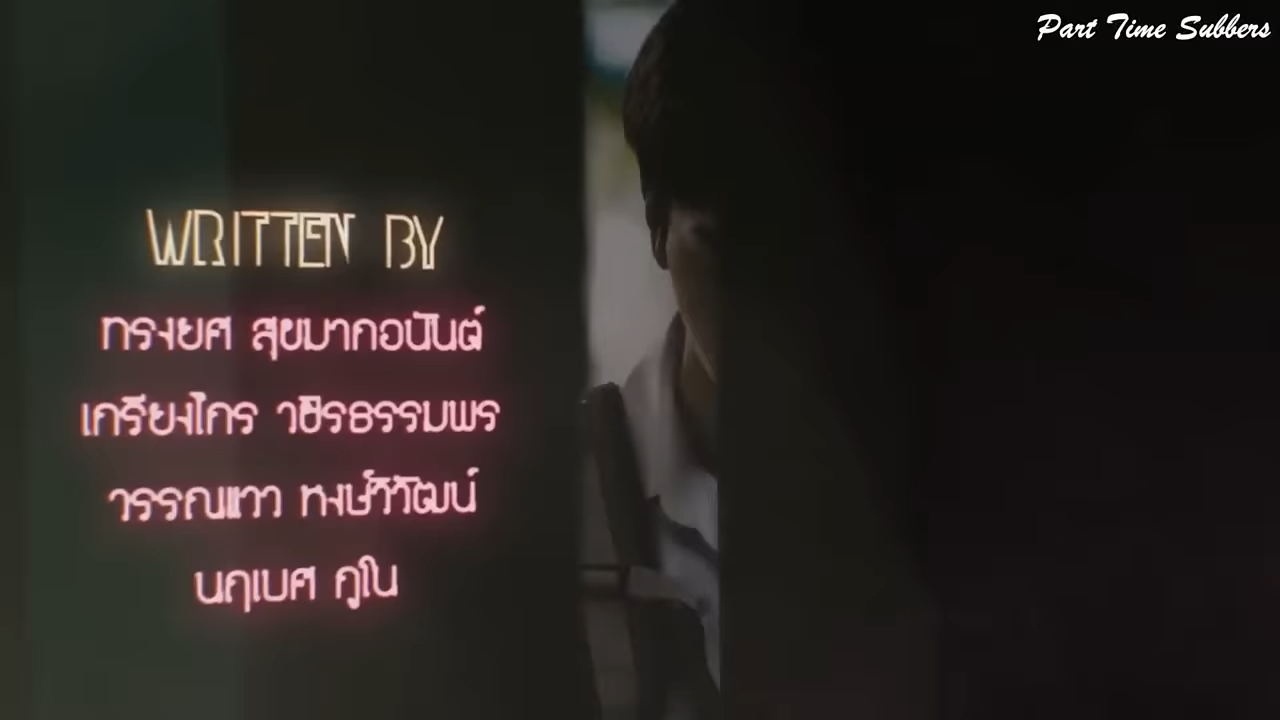 Part Time Subbers
WRITTEN BY
ทรงยศ สุขมากอนันต์
เกรียงไกร วชิรธรรมพร
วรรณแวว หงษ์วิวัฒน์
นฤเบศ กูโน